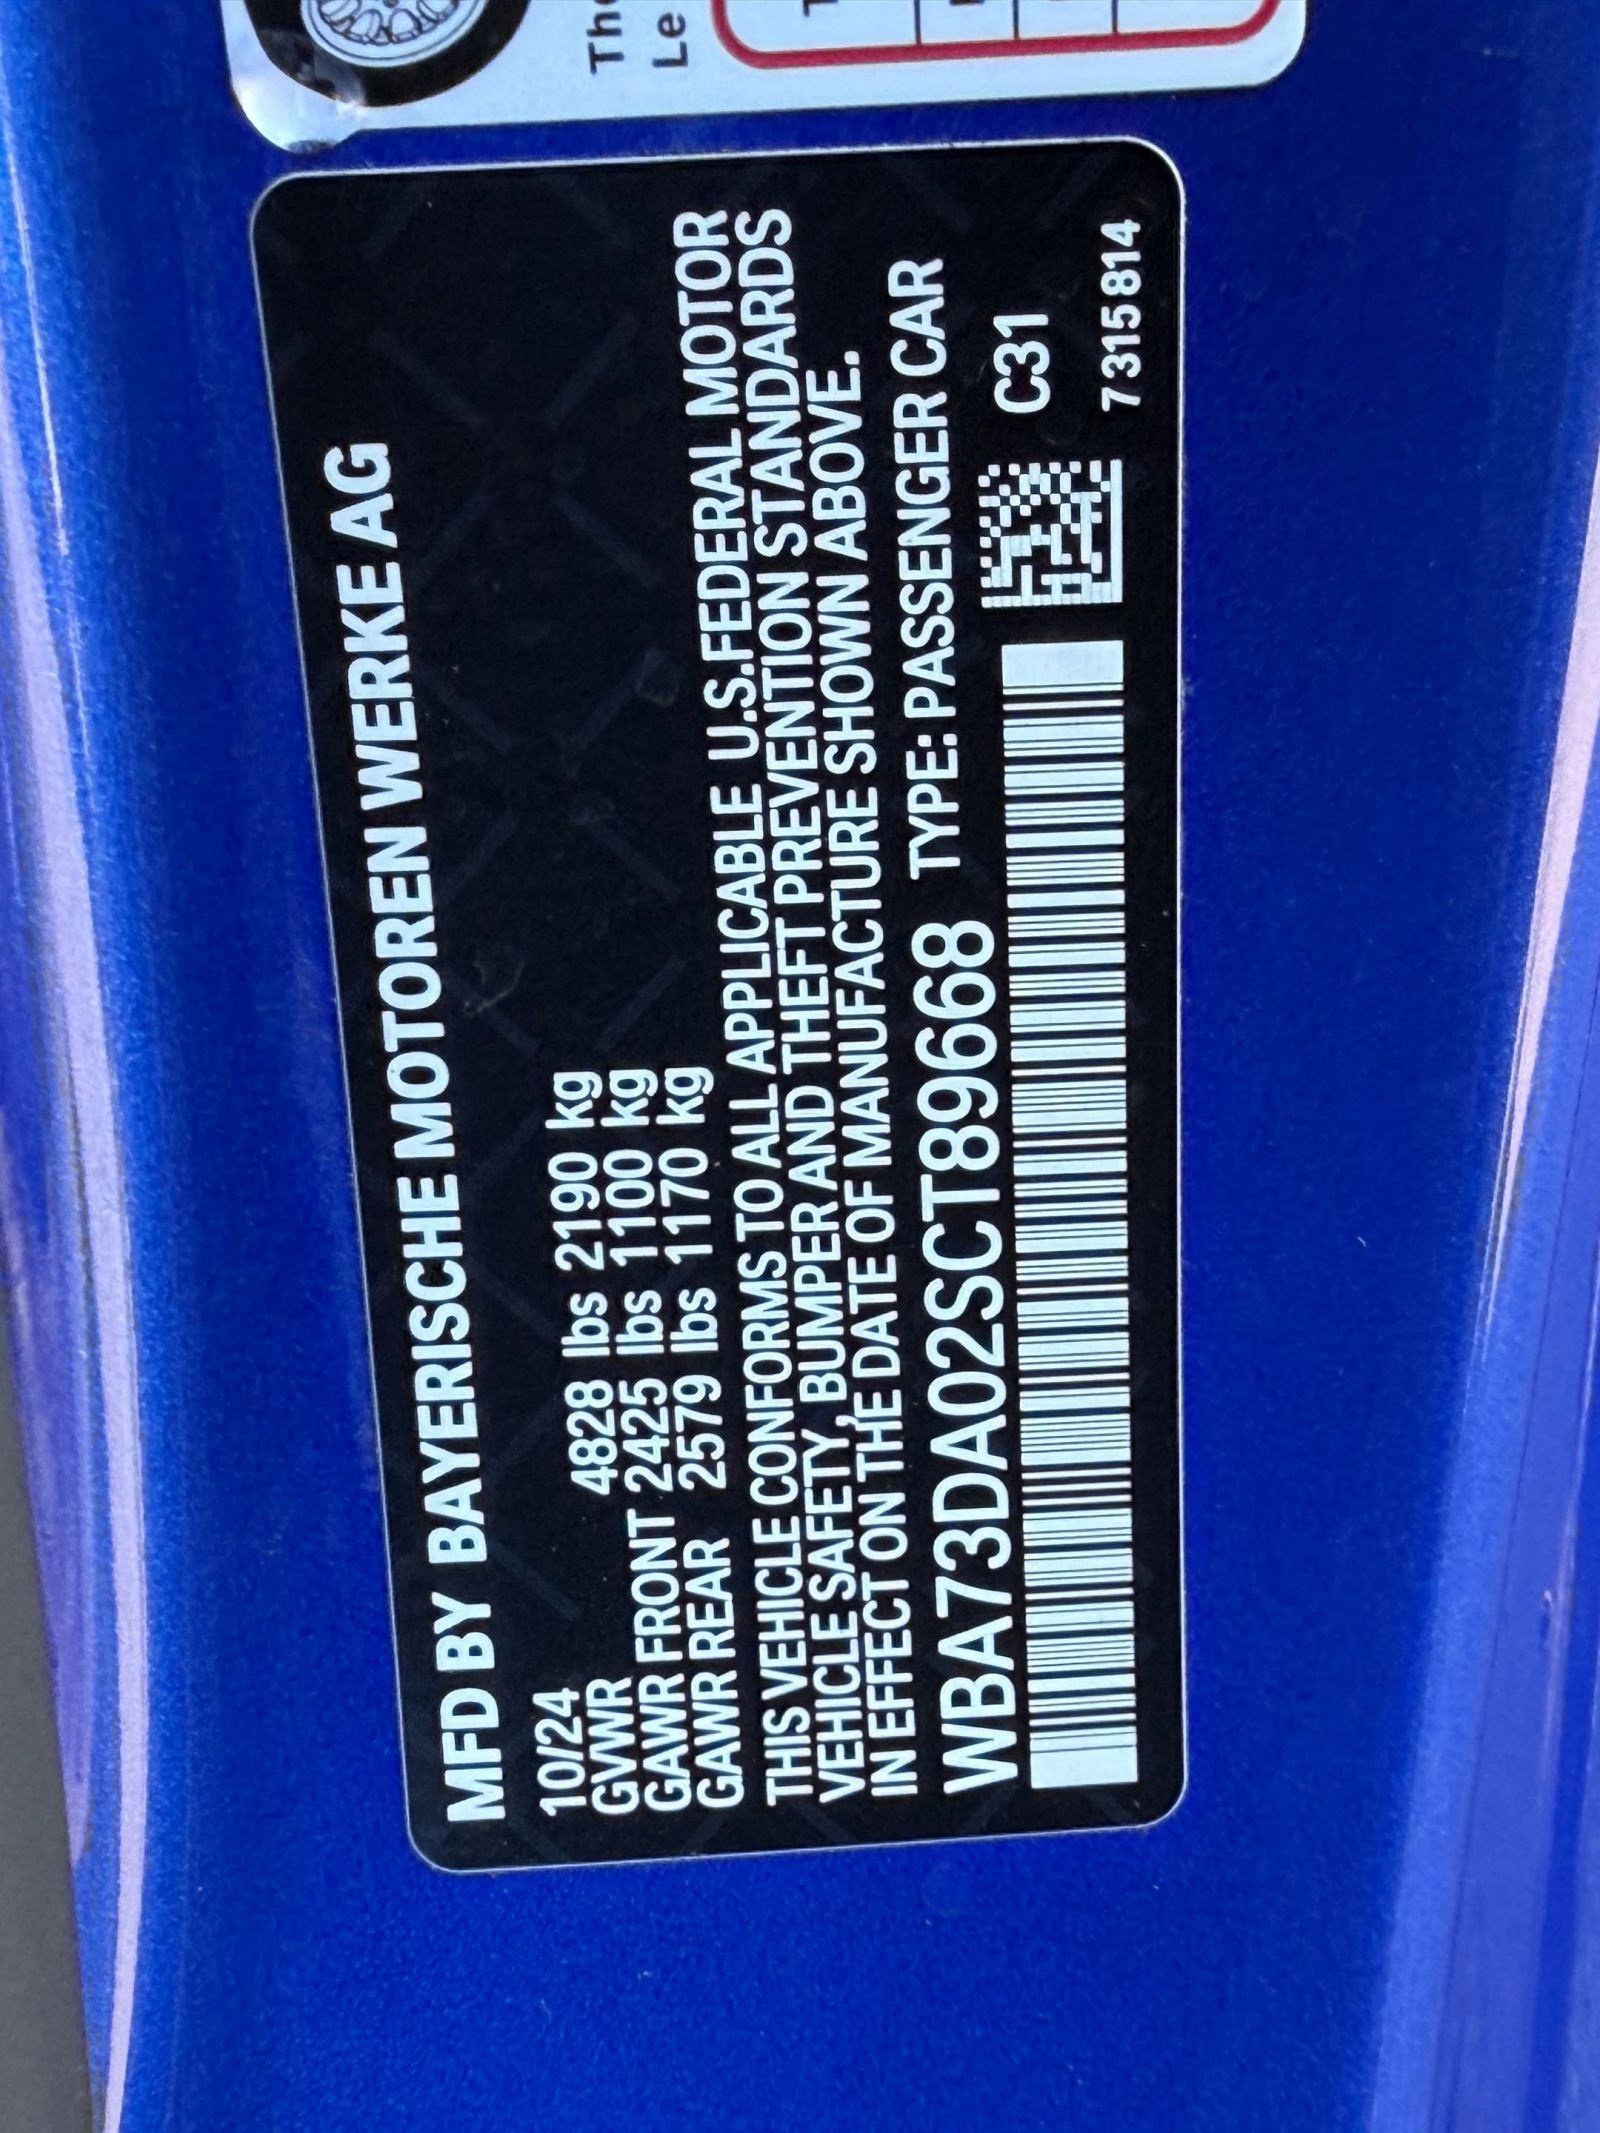 The
Le
MFD BY BAYERISCHE MOTOREN WERKE AG
10/24
GVWR 4828 lbs 2190 kg
GAWR FRONT 2425 lbs 1100 kg
GAWR REAR 2579 lbs 1170 kg
THIS VEHICLE CONFORMS TO ALL APPLICABLE U.S.FEDERAL MOTOR
VEHICLE SAFETY, BUMPER AND THEFT PREVENTION STANDARDS
IN EFFECT ON THE DATE OF MANUFACTURE SHOWN ABOVE.
WBA73DA02SCT89668 TYPE: PASSENGER CAR
C31
7315814